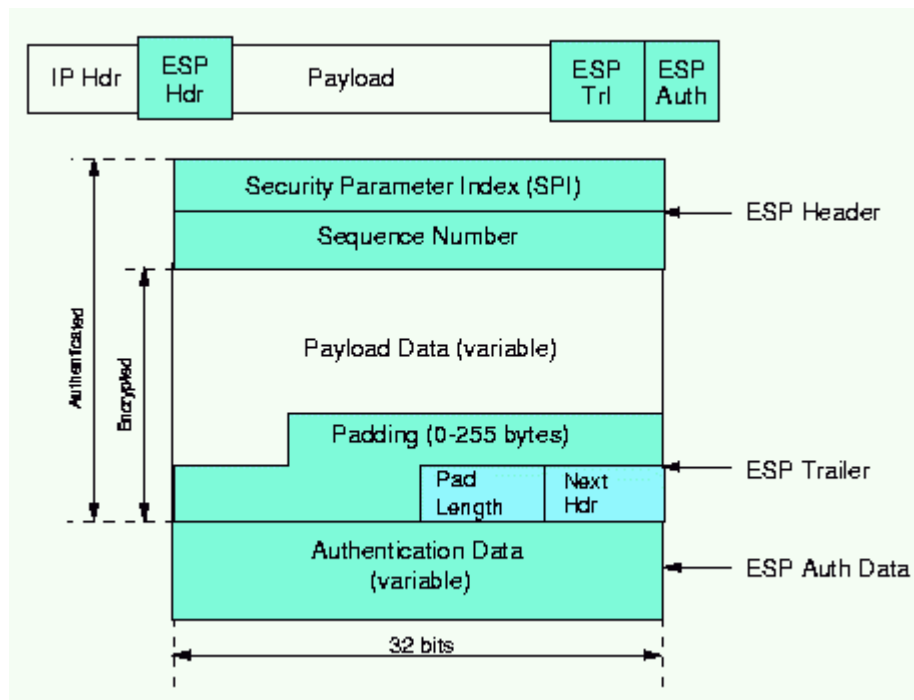 IP Hdr
ESP
Hdr
Payload
ESP
Trl
ESP
Auth
Security Parameter Index (SPI)
ESP Header
Sequence Number
Authenticated
Encrypted
Payload Data (variable)
Padding (0-255 bytes)
ESP Trailer
Pad
Length
Next
Hdr
Authentication Data
(variable)
ESP Auth Data
32 bits